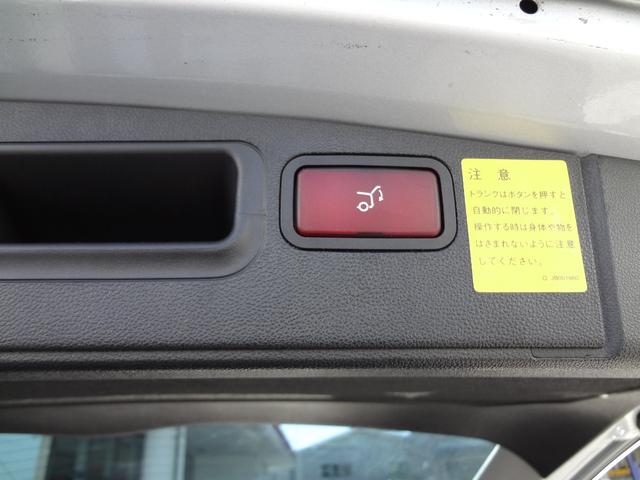 注 意
トランクはボタンを押すと
自動的に閉じます。
操作する時は身体や物を
はさまれないように注意
してください。